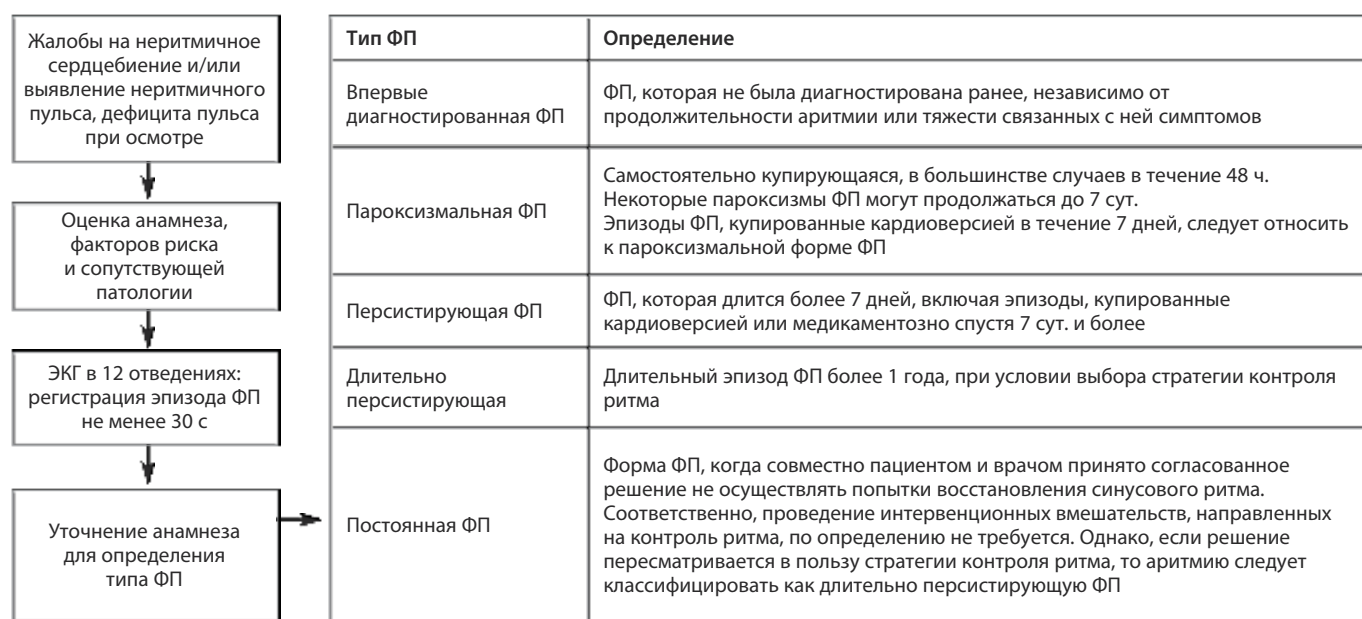 Жалобы на неритмичное
сердцебиение и/или
выявление неритмичного
пульса, дефицита пульса
при осмотре
Оценка анамнеза,
факторов риска
и сопутствующей
патологии
ЭКГ в 12 отведениях:
регистрация эпизода ФП
не менее 30 с
Уточнение анамнеза
для определения
типа ФП
Тип ФП
Определение
Впервые
диагностированная ФП
ФП, которая не была диагностирована ранее, независимо от
продолжительности аритмии или тяжести связанных с ней симптомов
Пароксизмальная ФП
Самостоятельно купирующаяся, в большинстве случаев в течение 48 ч.
Некоторые пароксизмы ФП могут продолжаться до 7 сут.
Эпизоды ФП, купированные кардиоверсией в течение 7 дней, следует относить
к пароксизмальной форме ФП
Персистирующая ФП
ФП, которая длится более 7 дней, включая эпизоды, купированные
кардиоверсией или медикаментозно спустя 7 сут. и более
Длительно
персистирующая
Длительный эпизод ФП более 1 года, при условии выбора стратегии контроля
ритма
Постоянная ФП
Форма ФП, когда совместно пациентом и врачом принято согласованное
решение не осуществлять попытки восстановления синусового ритма.
Соответственно, проведение интервенционных вмешательств, направленных
на контроль ритма, по определению не требуется. Однако, если решение
пересматривается в пользу стратегии контроля ритма, то аритмию следует
классифицировать как длительно персистирующую ФП